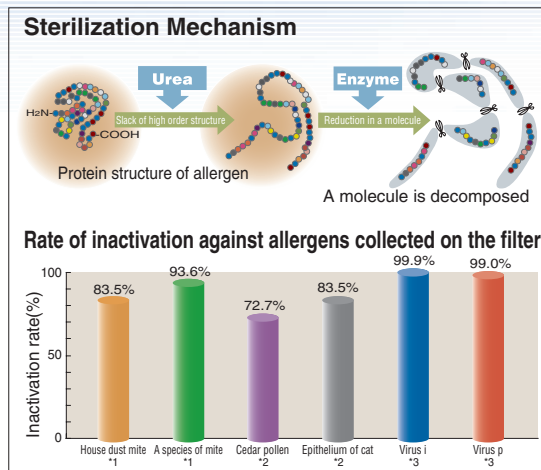 Sterilization Mechanism
Urea
Enzyme
H2N-
-COOH
Slack of high order structure
Reduction in a molecule
Protein structure of allergen
A molecule is decomposed
Rate of inactivation against allergens collected on the filter
Inactivation rate(%)
100
50
0
83.5%
93.6%
72.7%
83.5%
99.9%
99.0%
House dust mite
*1
A species of mite
*1
Cedar pollen
*2
Epithelium of cat
*2
Virus i
*3
Virus p
*3